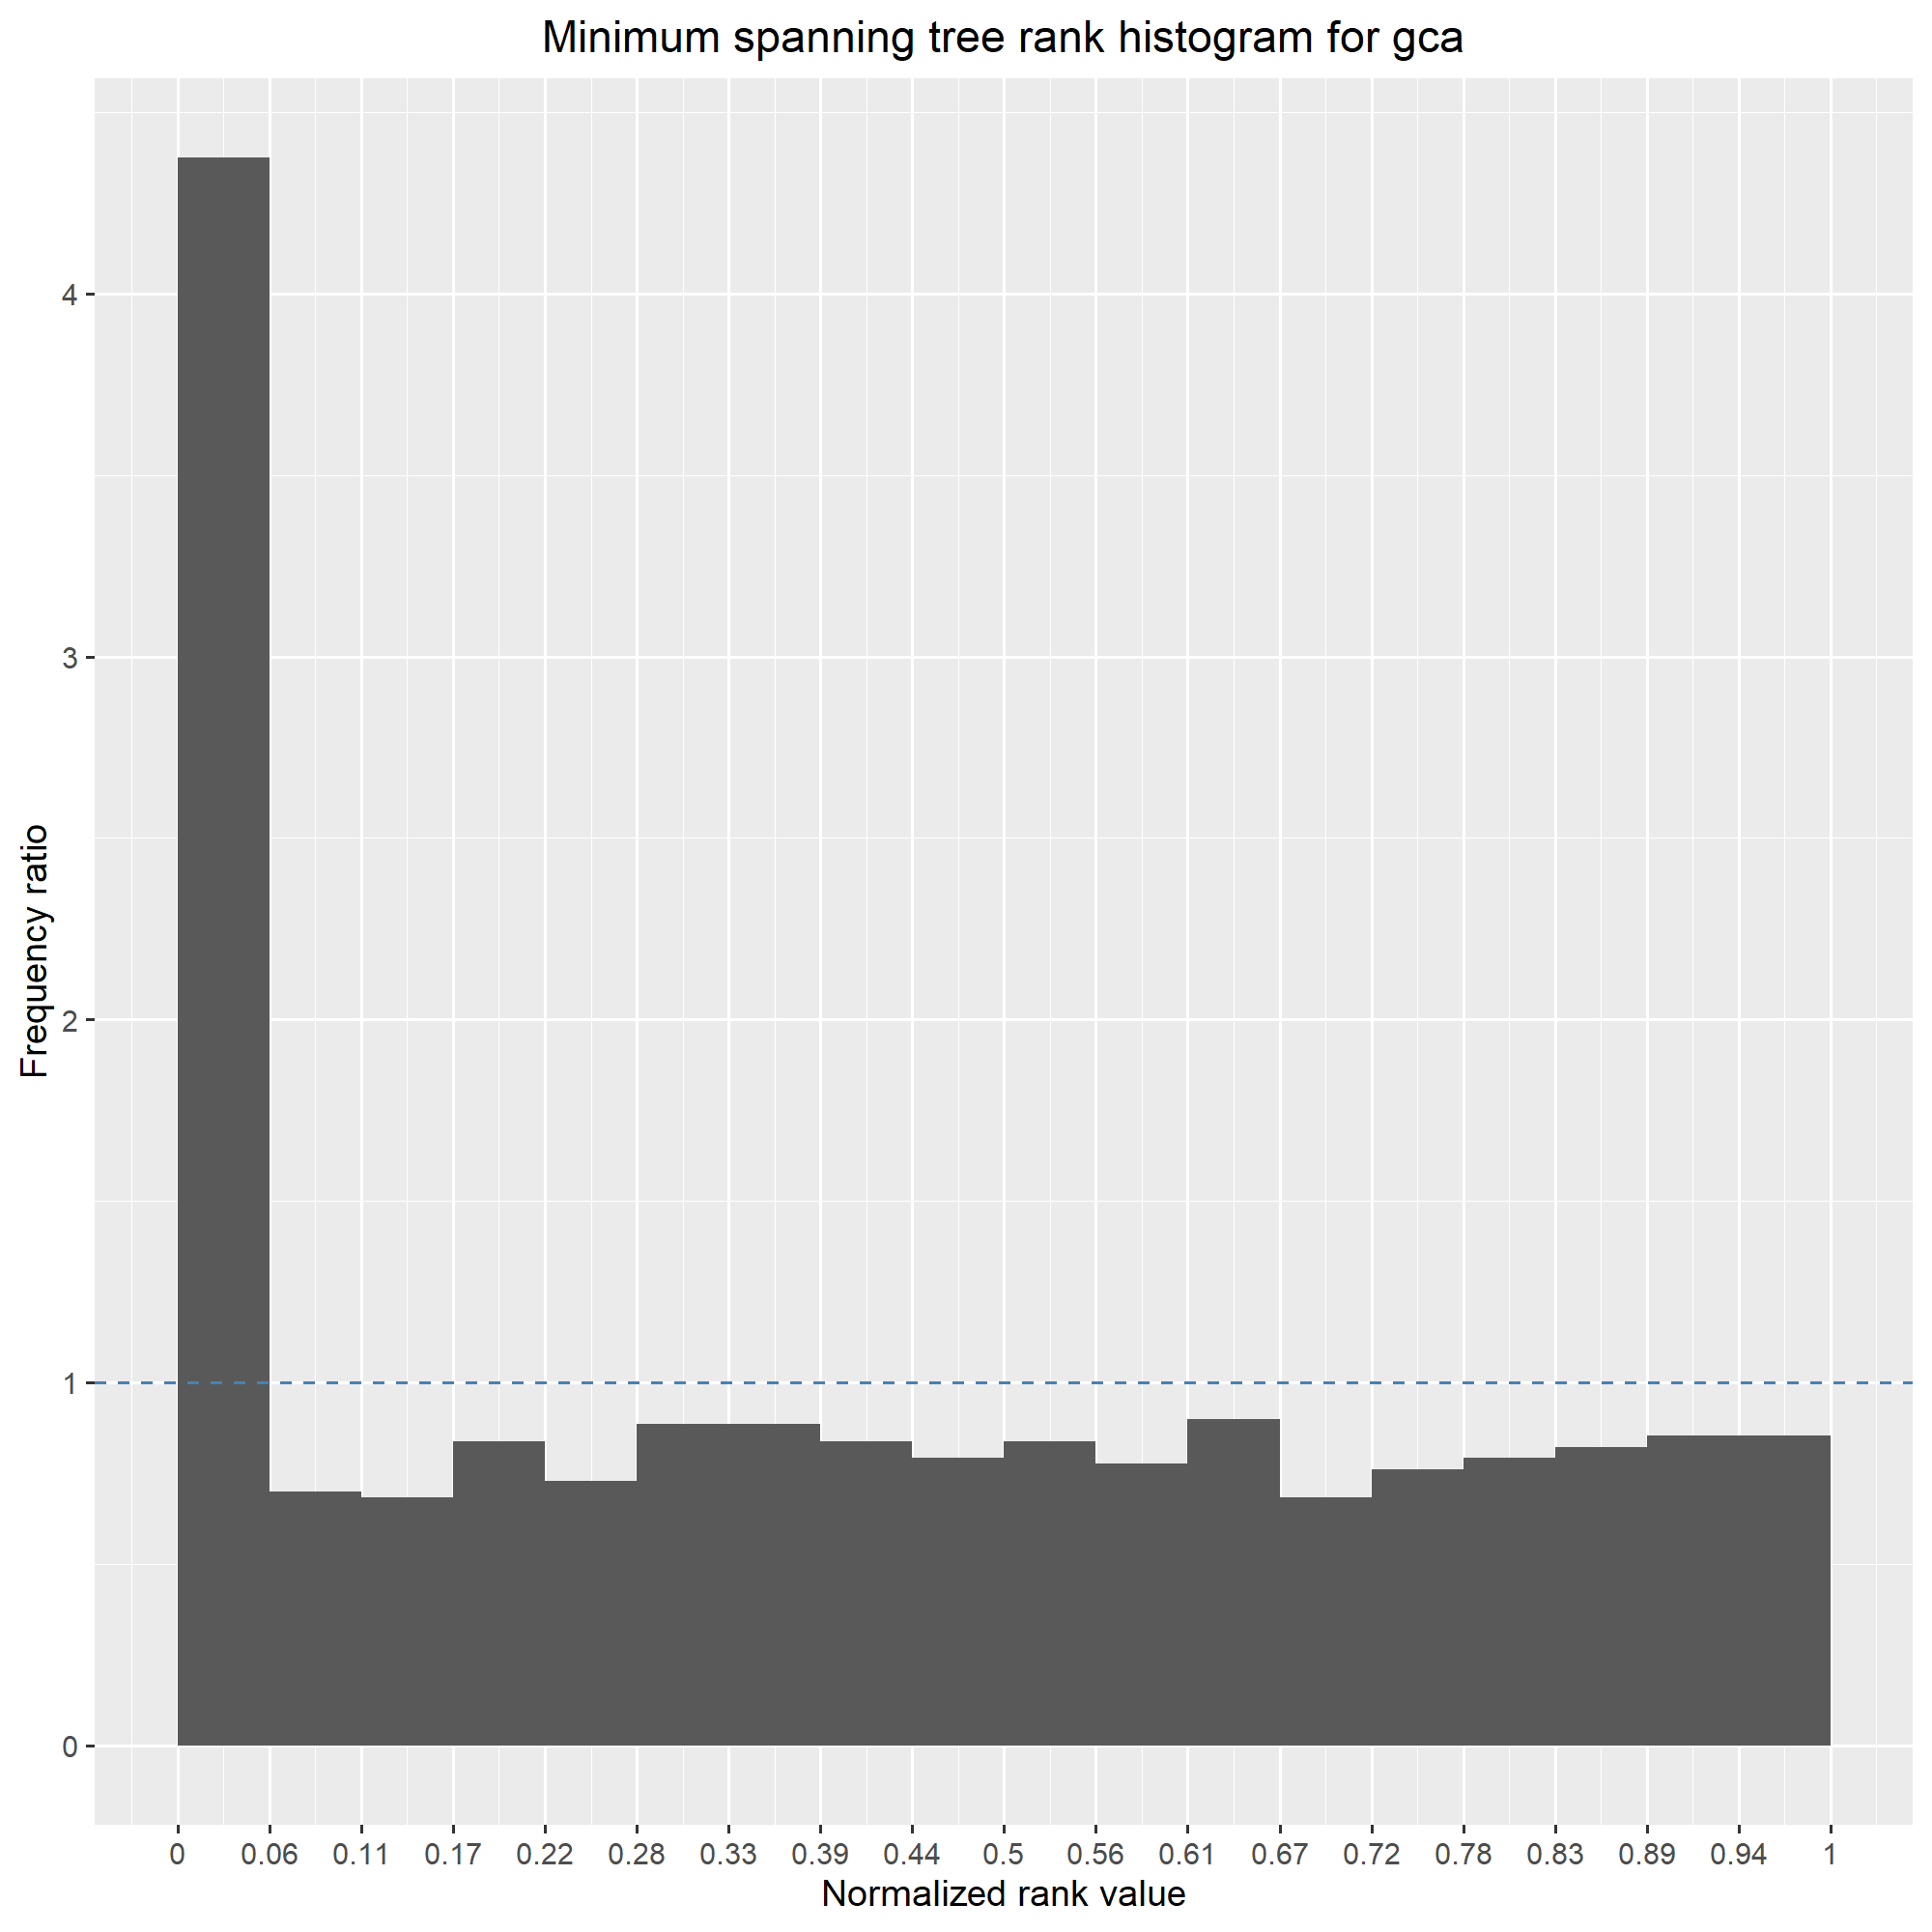 Minimum spanning tree rank histogram for gca
Frequency ratio
4
3
2
1
0
0 0.06 0.11 0.17 0.22 0.28 0.33 0.39 0.44 0.5 0.56 0.61 0.67 0.72 0.78 0.83 0.89 0.94 1
Normalized rank value